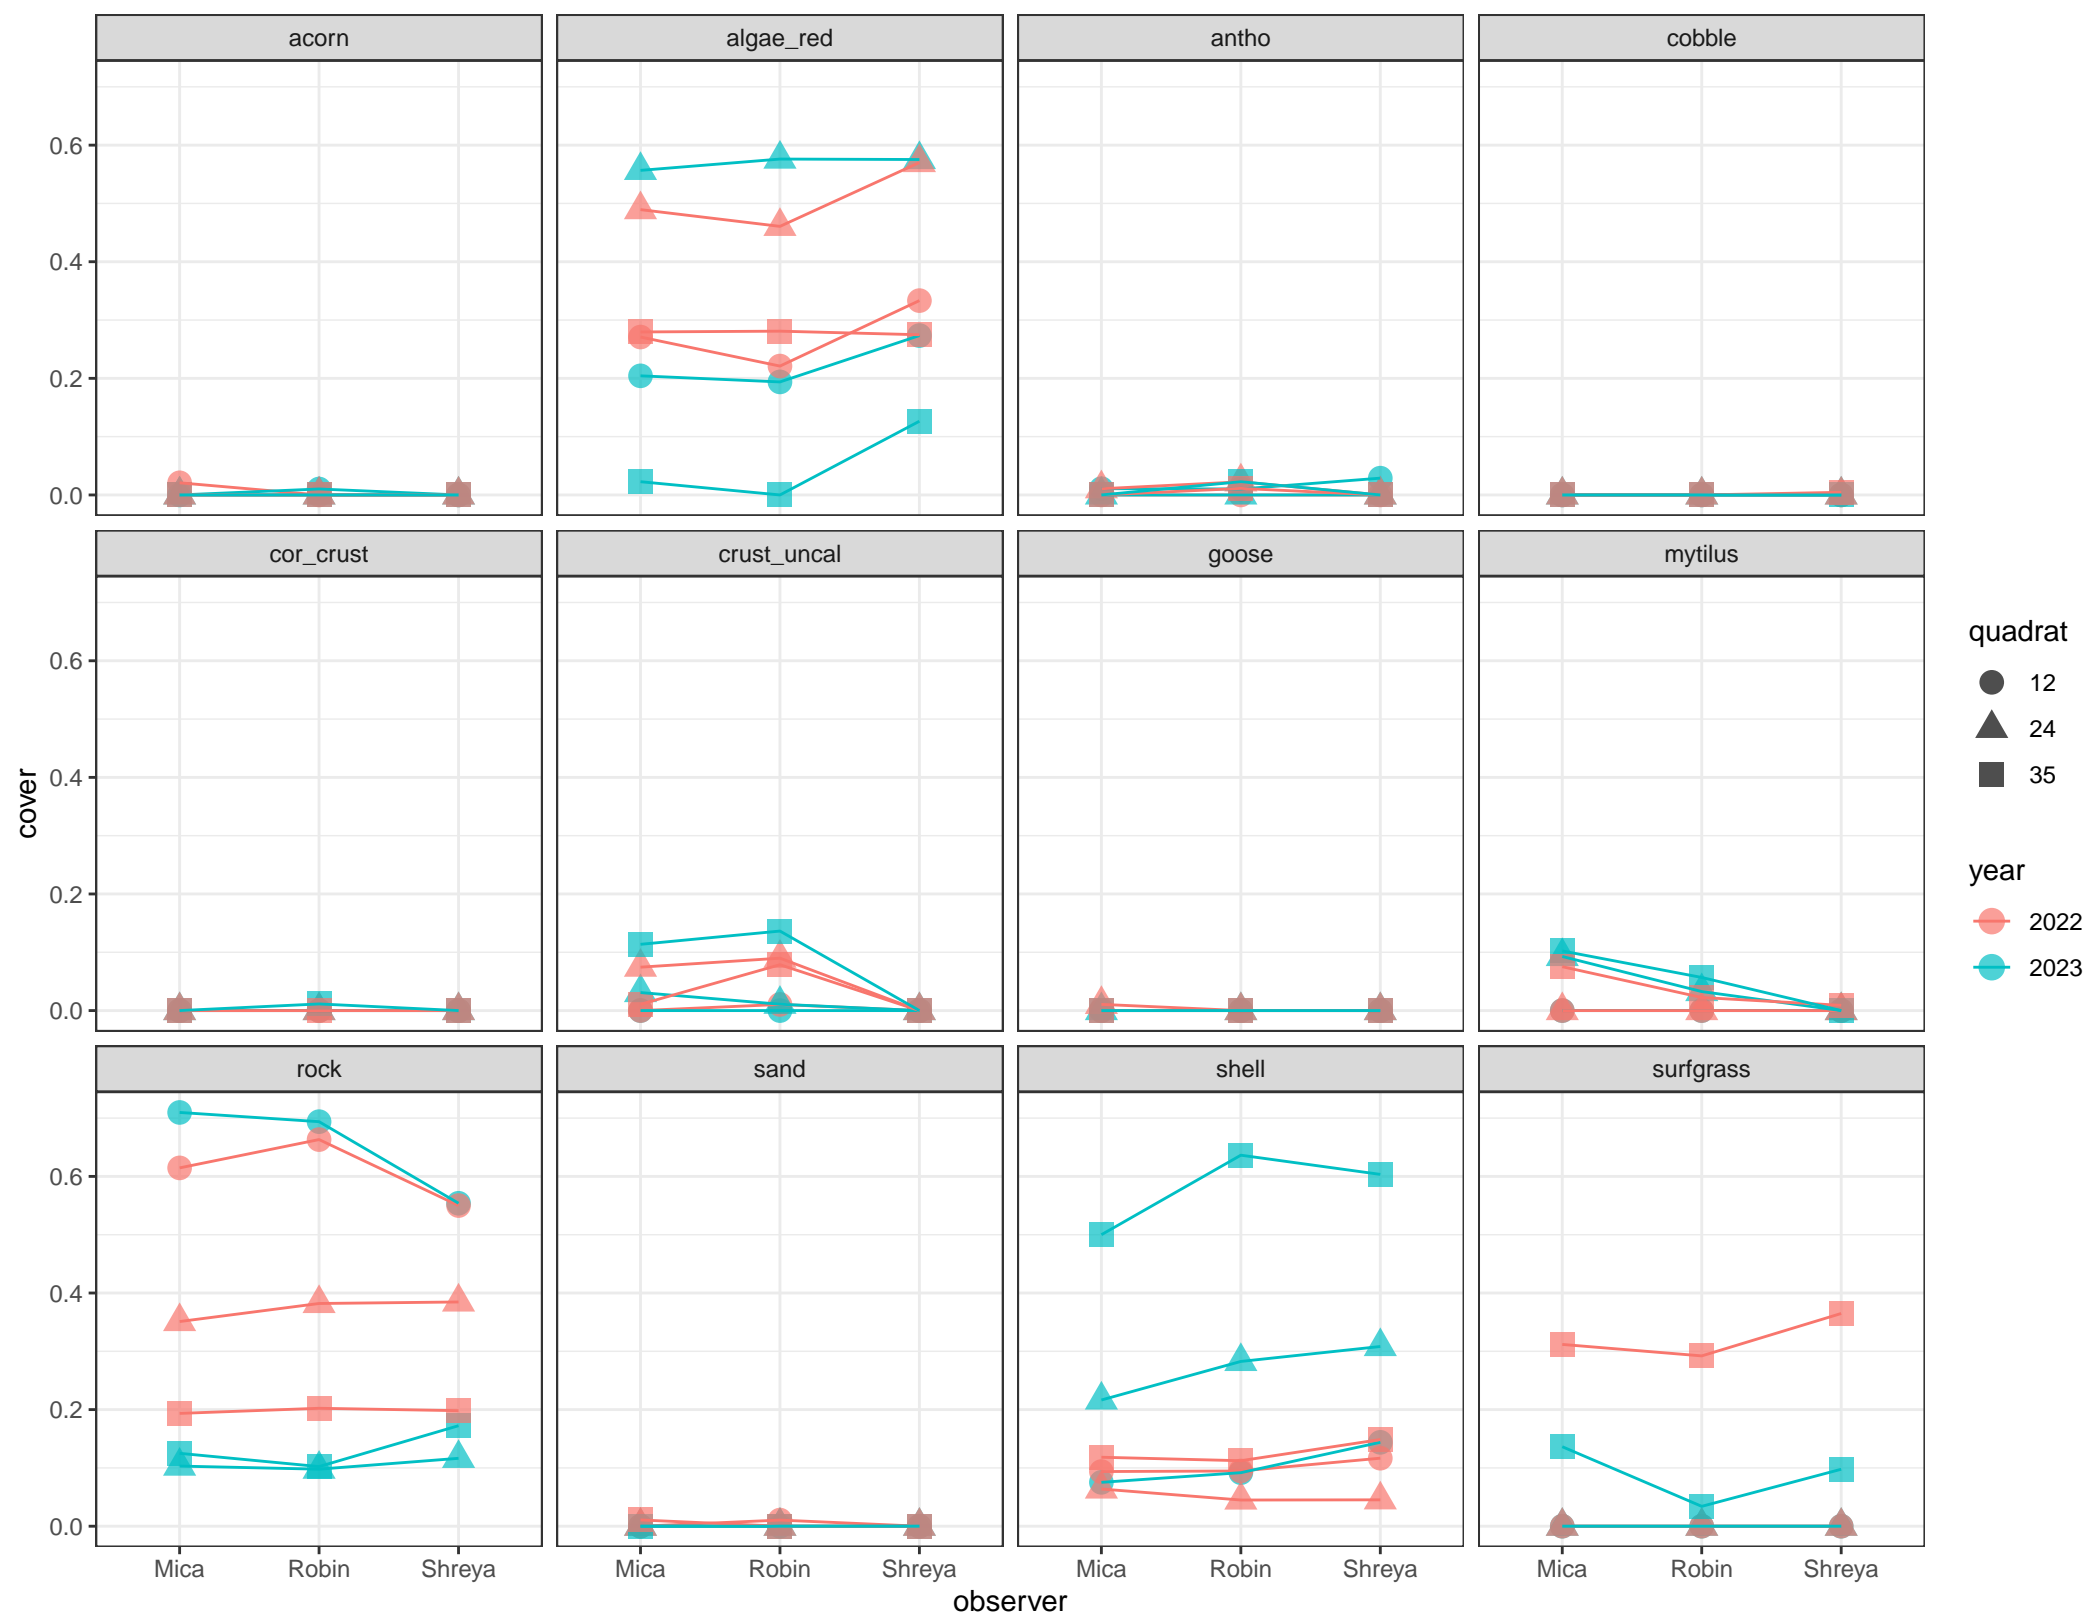 acorn algae_red antho cobble
0.6
0.4
0.2
0.0
cor_crust crust_uncal goose mytilus
0.6
0.4
0.2
0.0
rock sand shell surfgrass
0.6
0.4
0.2
0.0
Mica Robin Shreya Mica Robin Shreya Mica Robin Shreya Mica Robin Shreya
observer
cover
quadrat
12
24
35
year
2022
2023